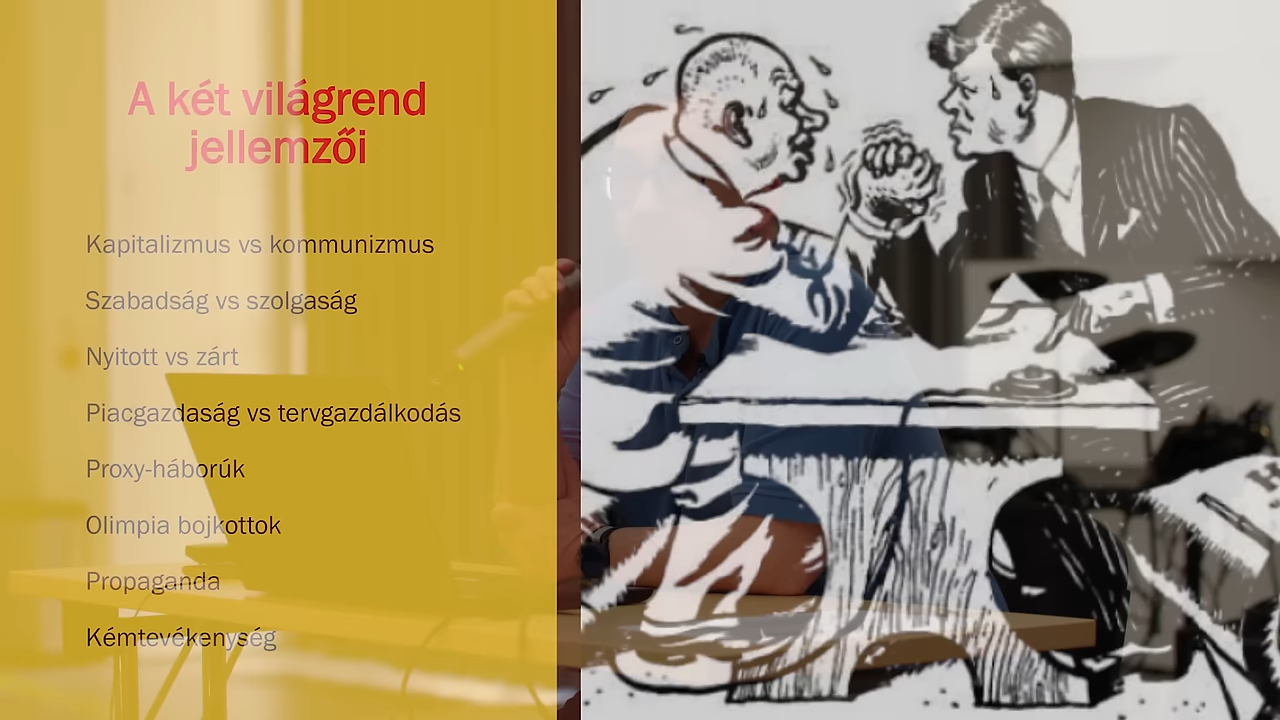 A két világrend
jellemzői
Kapitalizmus vs kommunizmus
Szabadság vs szolgaság
Nyitott vs zárt
Piacgazdaság vs tervgazdálkodás
Proxy-háborúk
Olimpia bojkottok
Propaganda
Kémtevékenység
H